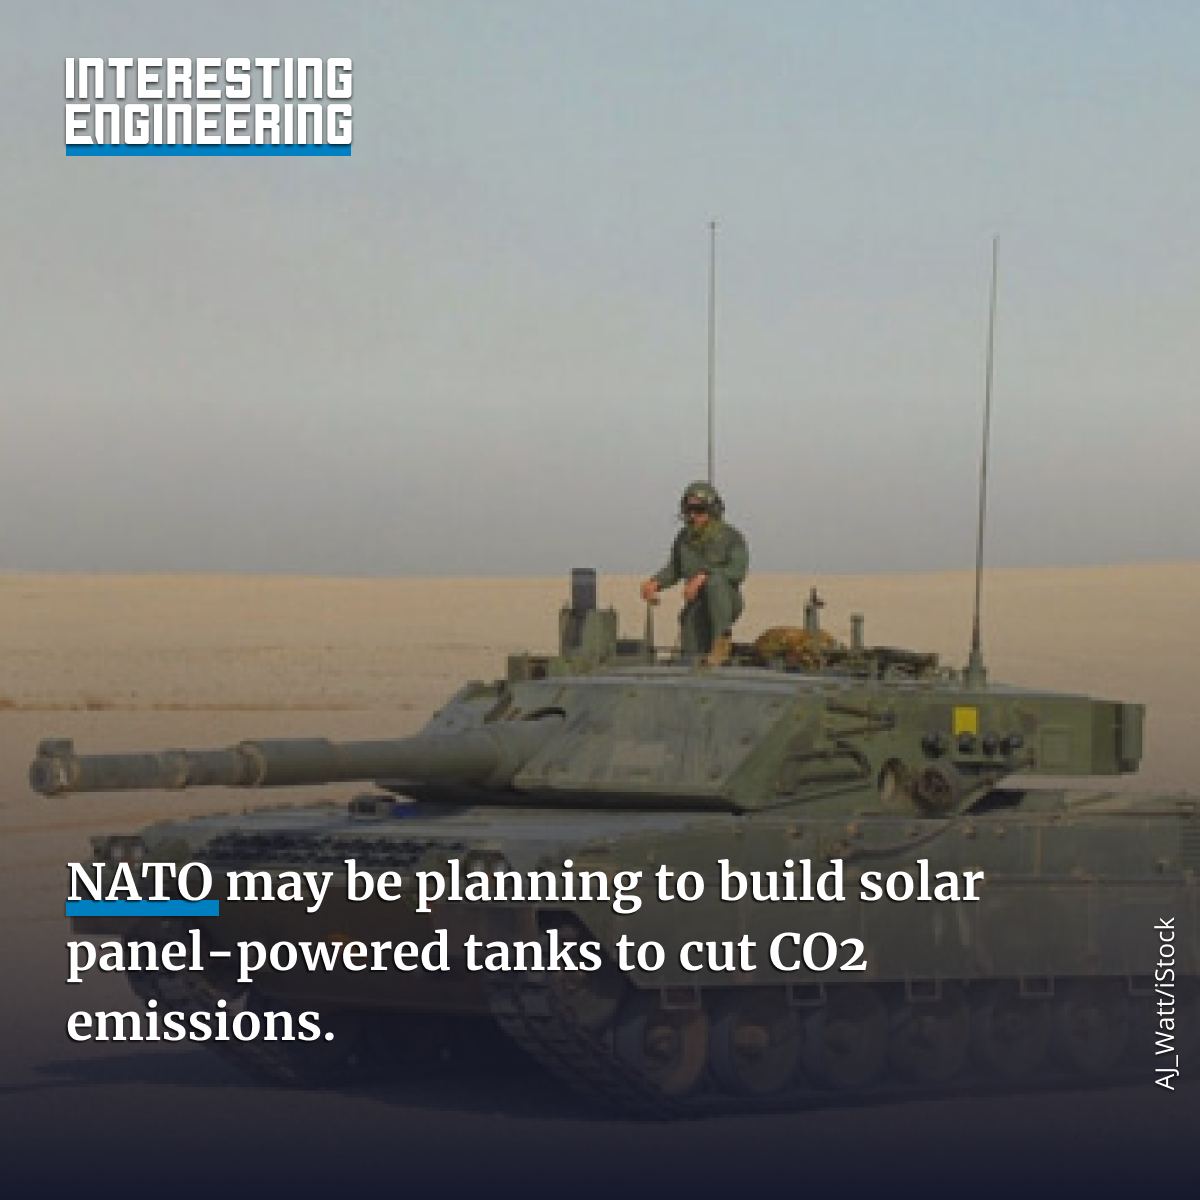 INTERESTING
ENGINEERING
NATO may be planning to build solar
panel-powered tanks to cut CO2
emissions.
AJ_Watt/iStock